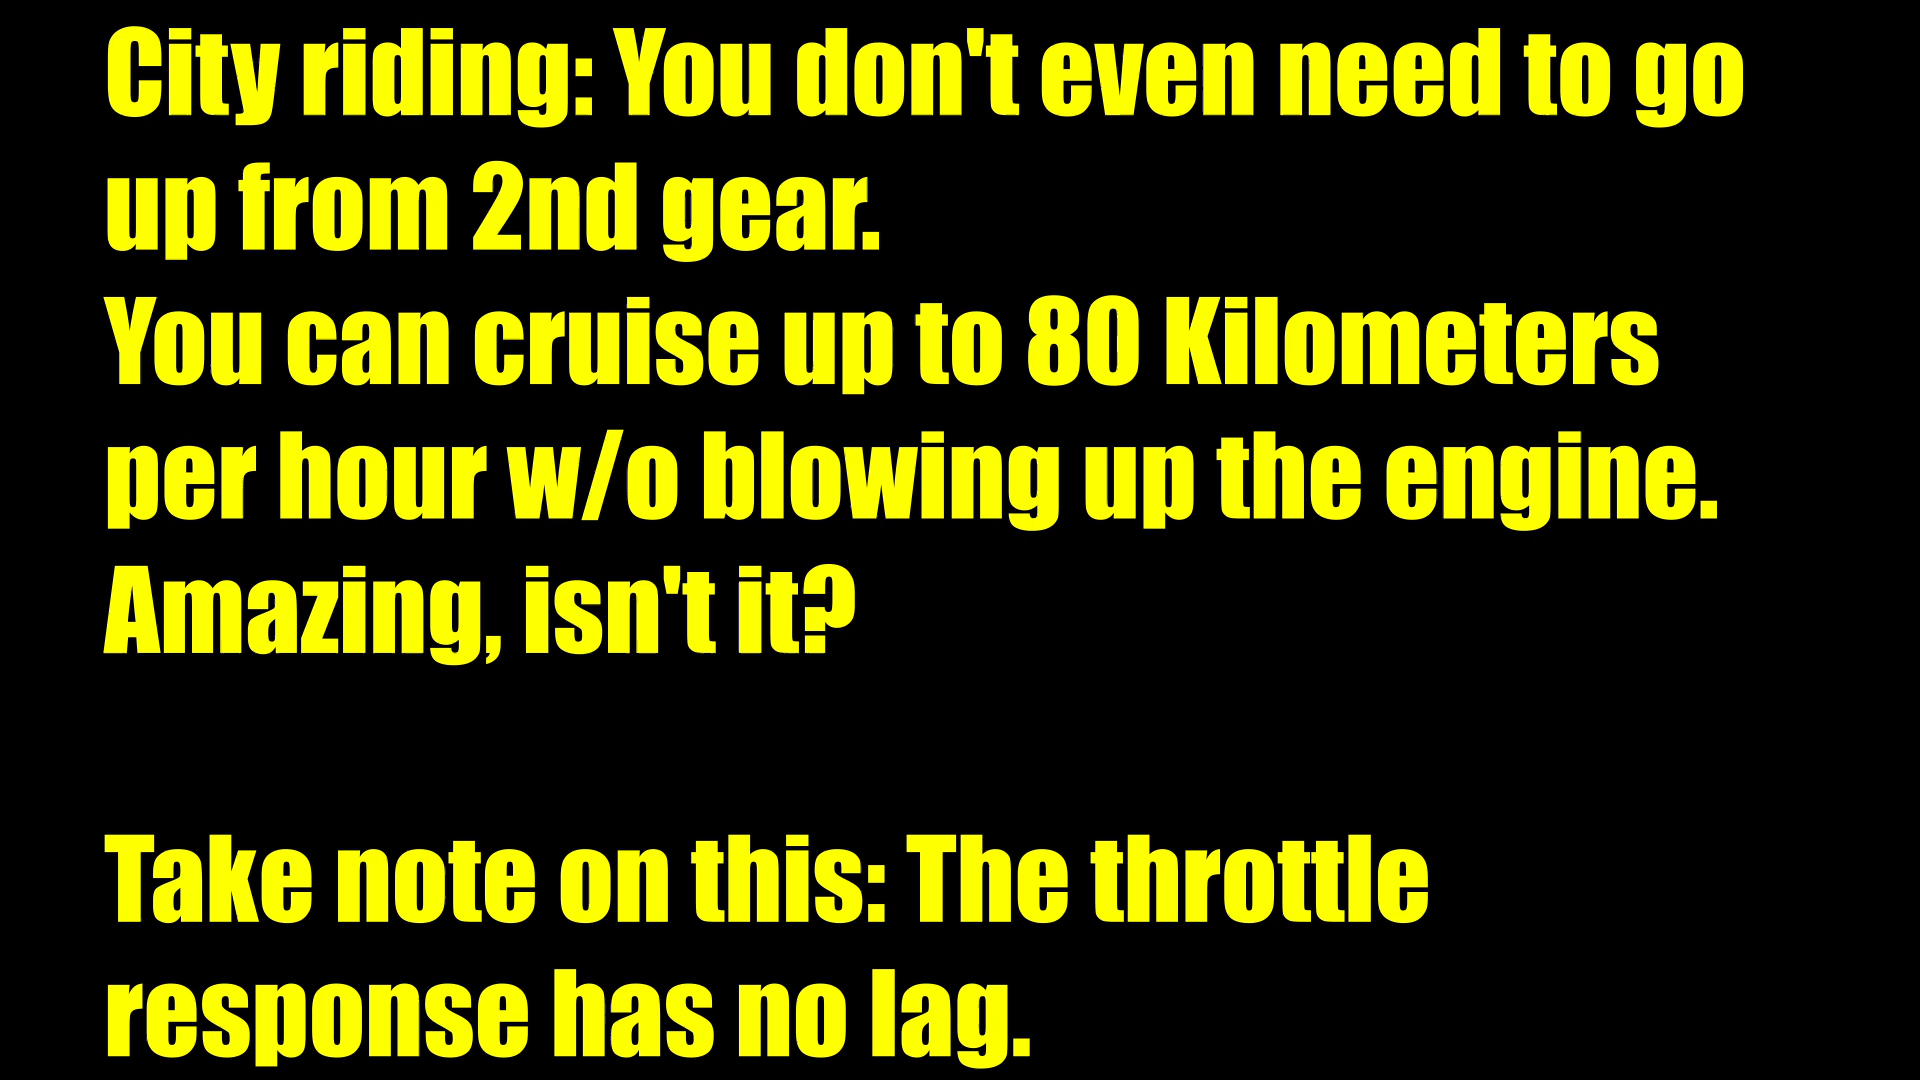 City riding: You don't even need to go
up from 2nd gear.
You can cruise up to 80 Kilometers
per hour w/o blowing up the engine.
Amazing, isn't it?
Take note on this: The throttle
response has no lag.